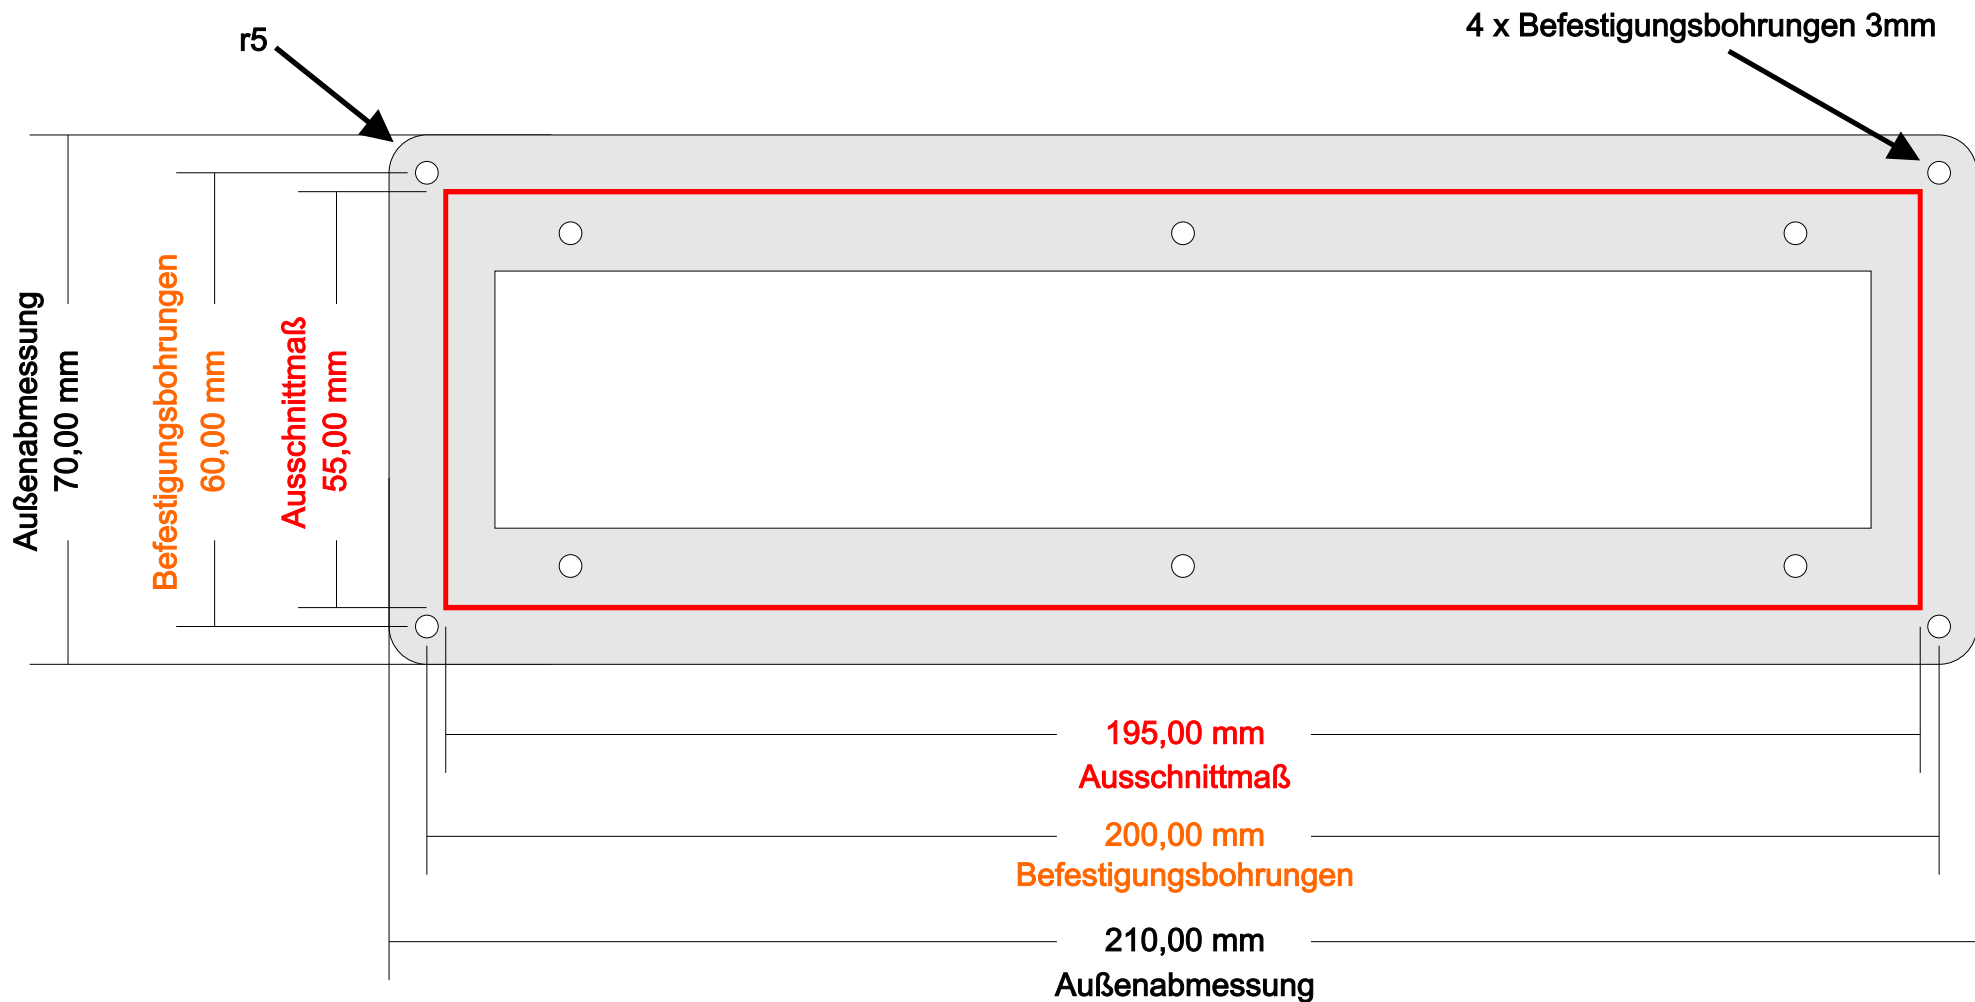 r5
4 x Befestigungsbohrungen 3mm
Außenabmessung
70,00 mm
Befestigungsbohrungen
60,00 mm
Ausschnittmaß
55,00 mm
195,00 mm
Ausschnittmaß
200,00 mm
Befestigungsbohrungen
210,00 mm
Außenabmessung